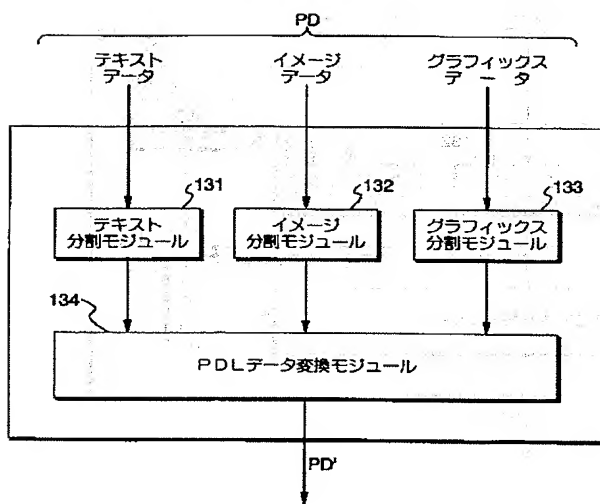 PD
テキスト
データ
イメージ
データ
グラフィックス
データ
131
テキスト
分割モジュール
132
イメージ
分割モジュール
133
グラフィックス
分割モジュール
134
PDLデータ変換モジュール
PD'